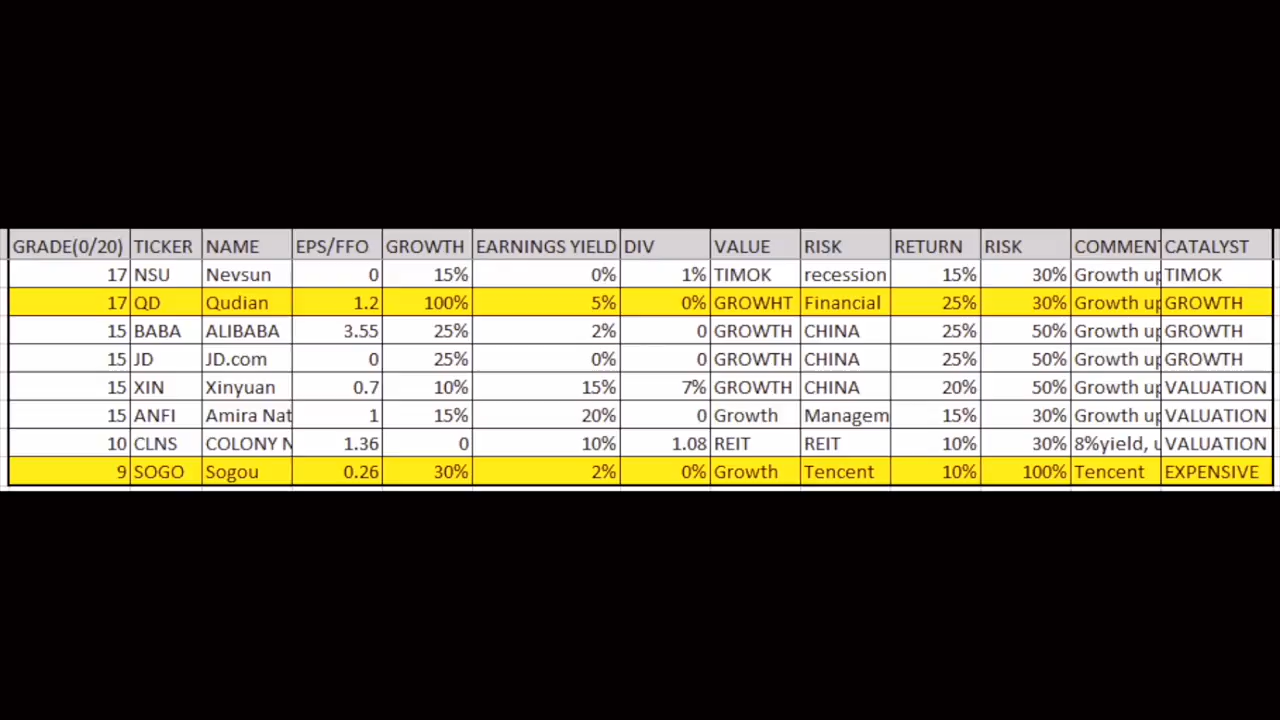 GRADE(0/20) TICKER NAME EPS/FFO GROWTH EARNINGS YIELD DIV VALUE RISK RETURN RISK COMMEN CATALYST
17 NSU Nevsun 0 15% 0% 1% TIMOK recession 15% 30% Growth up TIMOK
17 QD Qudian 1.2 100% 5% 0% GROWHT Financial 25% 30% Growth up GROWTH
15 BABA ALIBABA 3.55 25% 2% 0 GROWTH CHINA 25% 50% Growth up GROWTH
15 JD JD.com 0 25% 0% 0 GROWTH CHINA 25% 50% Growth up GROWTH
15 XIN Xinyuan 0.7 10% 15% 7% GROWTH CHINA 20% 50% Growth up VALUATION
15 ANFI Amira Nat 1 15% 20% 0 Growth Managem 15% 30% Growth up VALUATION
10 CLNS COLONY N 1.36 0 10% 1.08 REIT REIT 10% 30% 8%yield, u VALUATION
9 SOGO Sogou 0.26 30% 2% 0% Growth Tencent 10% 100% Tencent EXPENSIVE